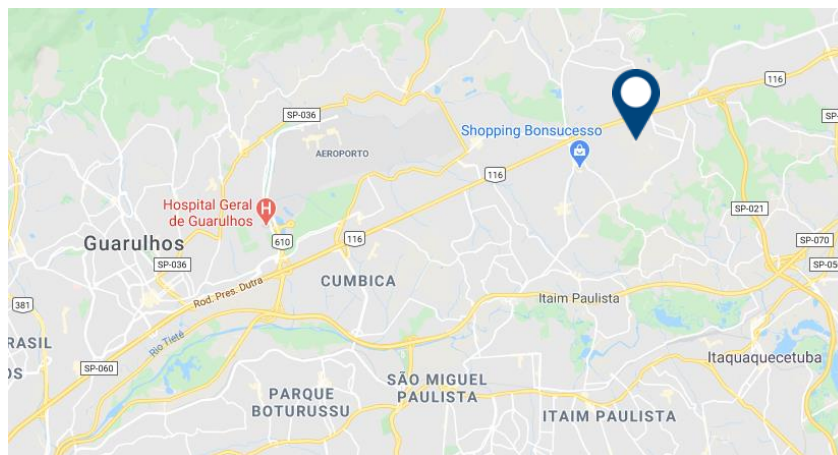 116
SP-036
AEROPORTO
Shopping Bonsucesso
116
Hospital Geral
de Guarulhos
SP-021
Guarulhos
610
116
SP-070
SP-036
SP-05
CUMBICA
Rod. Pres. Dutra
Itaim Paulista
381
Rio Tietê
RASIL
OS
SP-060
Itaquaquecetuba
SÃO MIGUEL
PAULISTA
PARQUE
BOTURUSSU
ITAIM PAULISTA